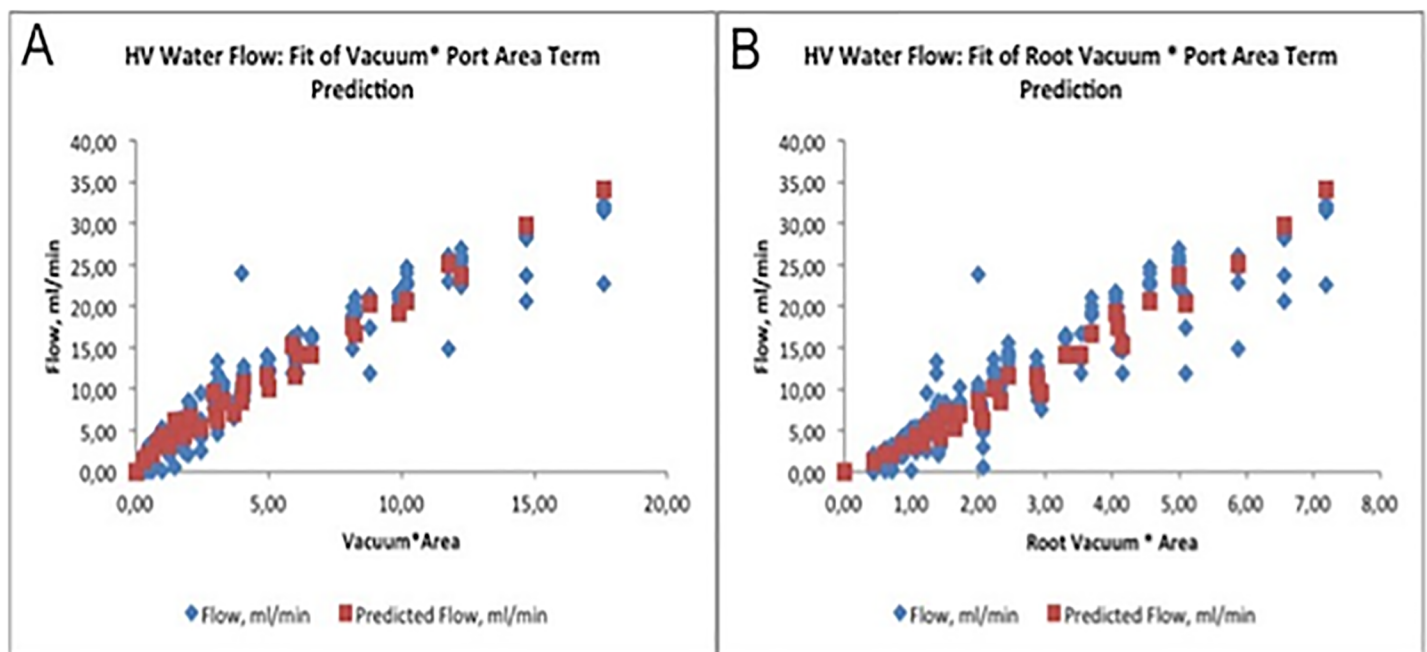 A
HV Water Flow: Fit of Vacuum* Port Area Term
Prediction
Flow, ml/min
40,00
35,00
30,00
25,00
20,00
15,00
10,00
5,00
0,00
0,00 5,00 10,00 15,00 20,00
Vacuum*Area
Flow, ml/min Predicted Flow, ml/min
B
HV Water Flow: Fit of Root Vacuum * Port Area Term
Prediction
Flow, ml/min
40,00
35,00
30,00
25,00
20,00
15,00
10,00
5,00
0,00
0,00 1,00 2,00 3,00 4,00 5,00 6,00 7,00 8,00
Root Vacuum * Area
Flow, ml/min Predicted Flow, ml/min